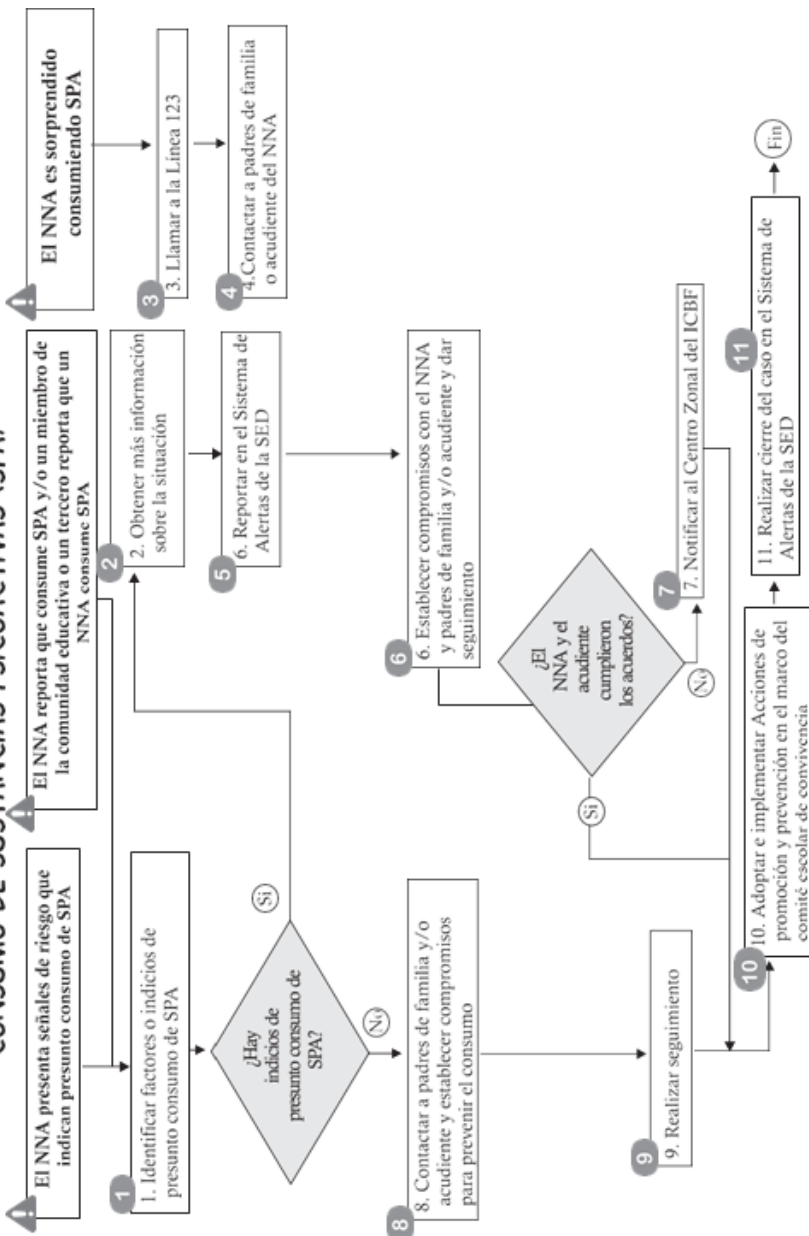 CONSUMO DE SUSTANCIAS PSICOACTIVAS (SPA)
El NNA presenta señales de riesgo que
indican presunto consumo de SPA
El NNA reporta que consume SPA y/o un miembro de
la comunidad educativa o un tercero reporta que un
NNA consume SPA
El NNA es sorprendido
consumiendo SPA
1
1. Identificar factores o indicios de
presunto consumo de SPA
2
2. Obtener más información
sobre la situación
3
3. Llamar a la Línea 123
4
4.Contactar a padres de familia
o acudiente del NNA
¿Hay
indicios de
presunto consumo de
SPA?
Si
No
5
6. Reportar en el Sistema de
Alertas de la SED
8
8. Contactar a padres de familia y/o
acudiente y establecer compromisos
para prevenir el consumo
6
6. Establecer compromisos con el NNA
y padres de familia y/o acudiente y dar
seguimiento
¿El
NNA y el
acudiente
cumplieron
los acuerdos?
Si
No
7
7. Notificar al Centro Zonal del ICBF
9
9. Realizar seguimiento
10
10. Adoptar e implementar Acciones de
promoción y prevención en el marco del
comité escolar de convivencia
11
11. Realizar cierre del caso en el Sistema de
Alertas de la SED
Fin